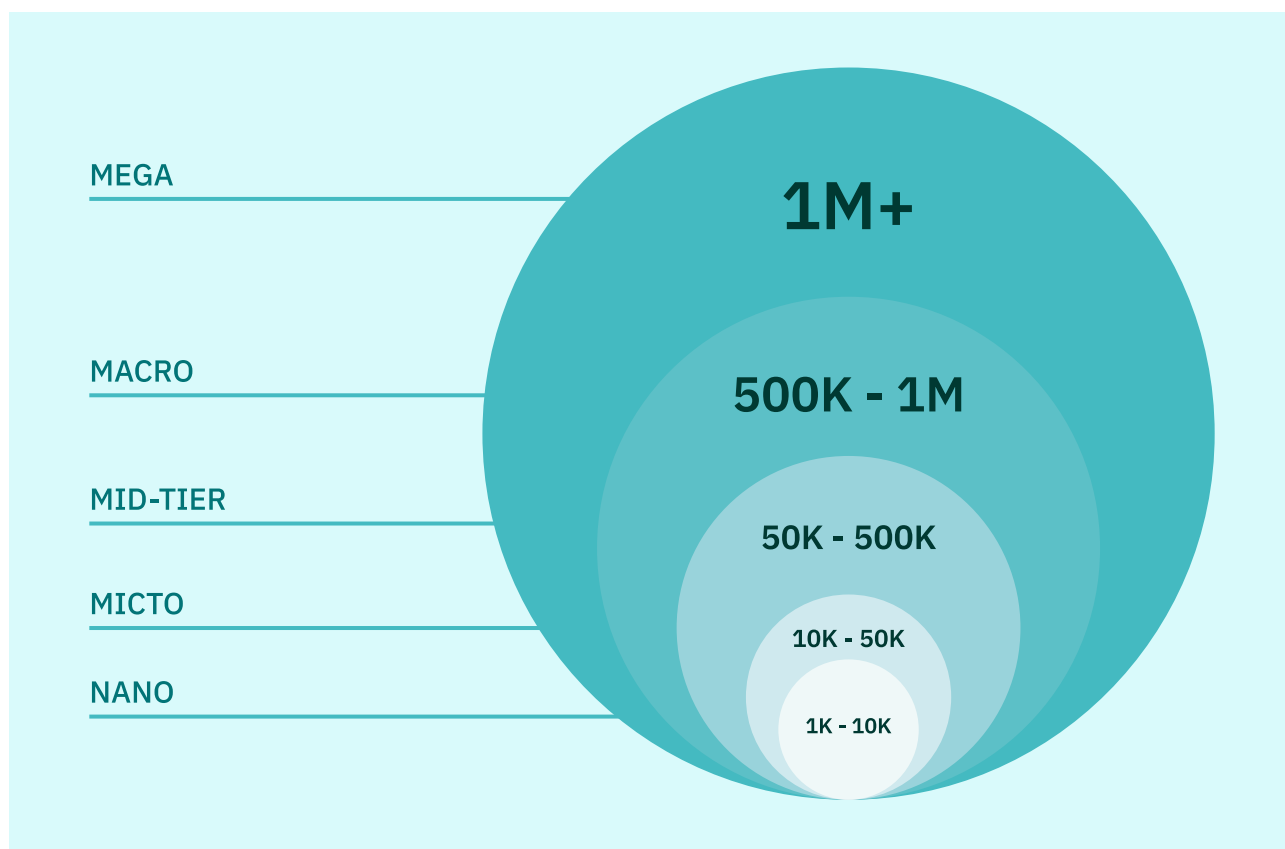 MEGA
1M+
MACRO
500K - 1M
MID-TIER
50K - 500K
MICTO
10K - 50K
NANO
1K - 10K